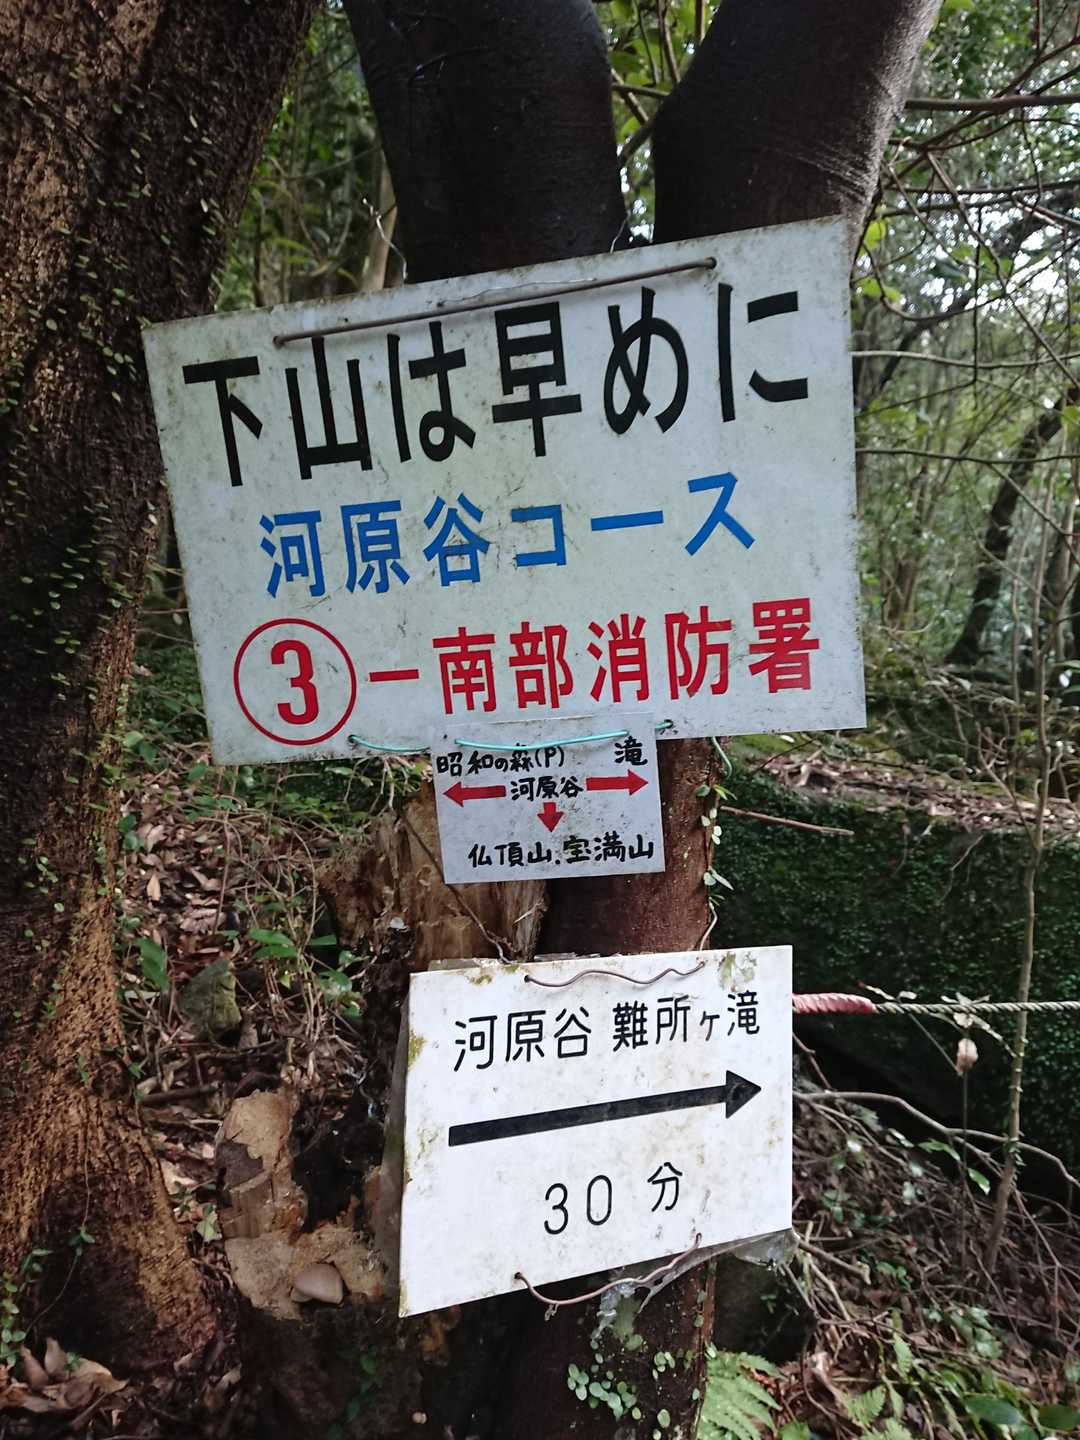 下山は早めに
河原谷コース
③ー南部消防署
昭和の森(P) 滝
河原谷
仏頂山.宝満山
河原谷 難所ヶ滝
30分